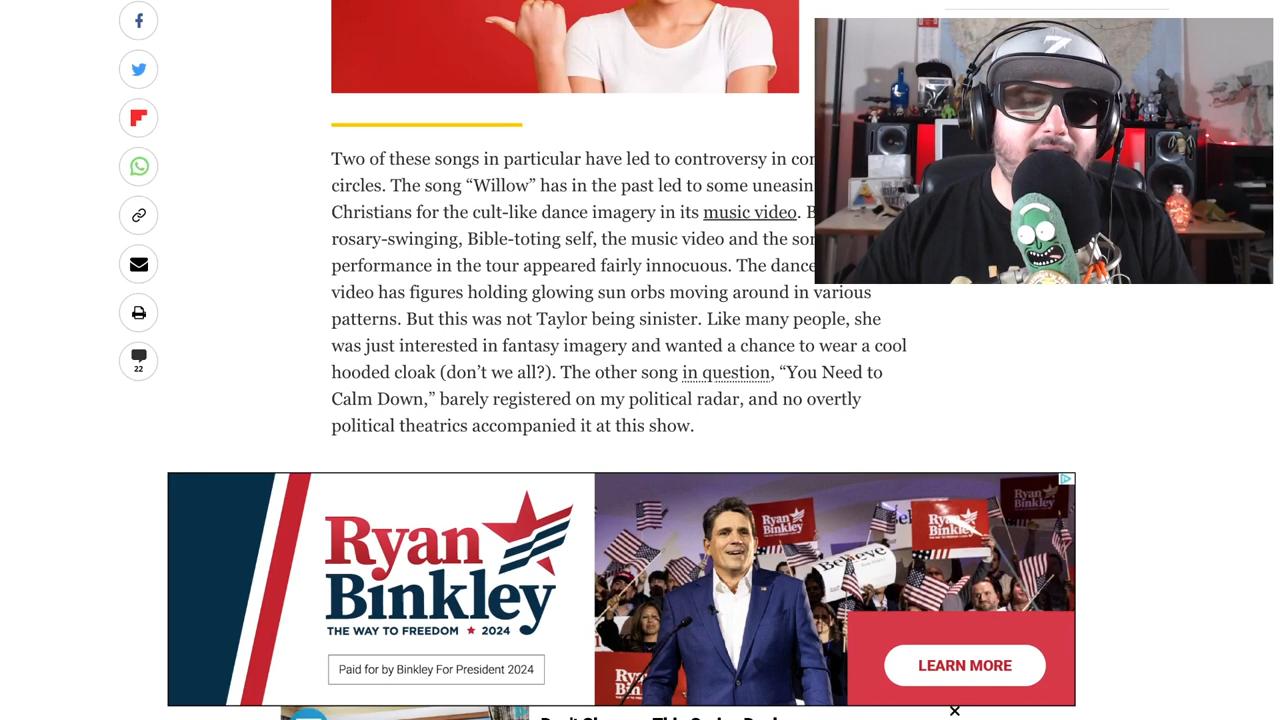 Two of these songs in particular have led to controversy in
circles. The song “Willow” has in the past led to some
Christians for the cult-like dance imagery in its music video.
rosary-swinging, Bible-toting self, the music video and the
performance in the tour appeared fairly innocuous. The dance
video has figures holding glowing sun orbs moving around in various
patterns. But this was not Taylor being sinister. Like many people, she
was just interested in fantasy imagery and wanted a chance to wear a cool
hooded cloak (don’t we all?). The other song in question, “You Need to
Calm Down,” barely registered on my political radar, and no overtly
political theatrics accompanied it at this show.
22
Ryan
Binkley
THE WAY TO FREEDOM ★ 2024
Paid for by Binkley For President 2024
Ryan
Binkley
Ryan
Binkley
Believe
LEARN MORE